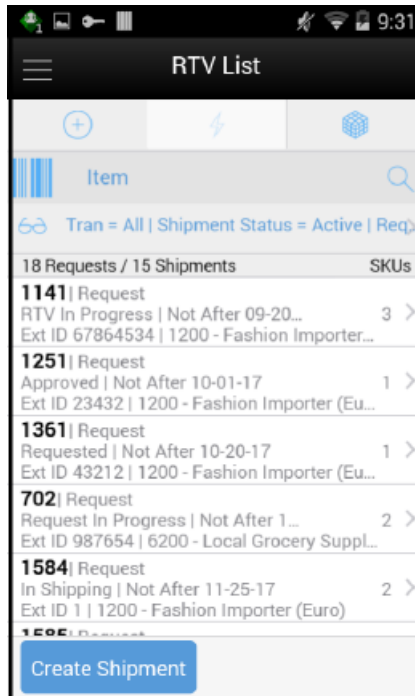 1 9:31
RTV List
Item
Tran = All | Shipment Status = Active | Req
18 Requests / 15 Shipments SKUs
1141| Request
RTV In Progress | Not After 09-20... 3
Ext ID 67864534 | 1200 - Fashion Importer...
1251| Request
Approved | Not After 10-01-17 1
Ext ID 23432 | 1200 - Fashion Importer (Eu...
1361| Request
Requested | Not After 10-20-17 1
Ext ID 43212 | 1200 - Fashion Importer (Eu...
702| Request
Request In Progress | Not After 1... 2
Ext ID 987654 | 6200 - Local Grocery Suppl...
1584| Request
In Shipping | Not After 11-25-17 2
Ext ID 1 | 1200 - Fashion Importer (Euro)
1585| Request
Create Shipment